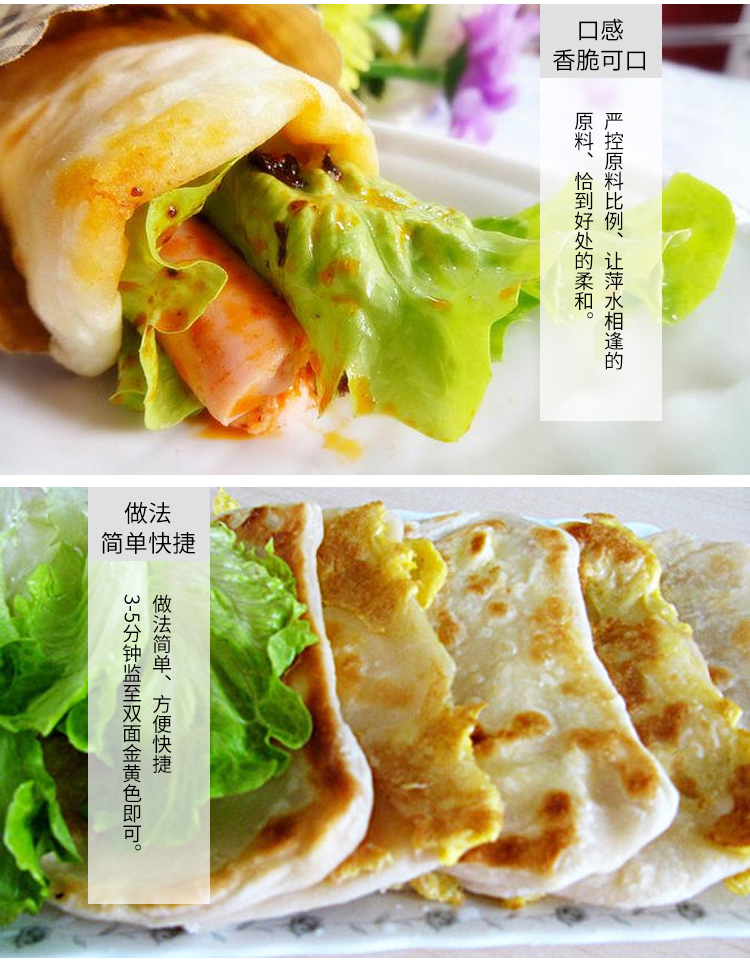 口感
香脆可口
严控原料比例、让萍水相逢的
原料、恰到好处的柔和。
做法
简单快捷
做法简单、方便快捷
3-5分钟监至双面金黄色即可。